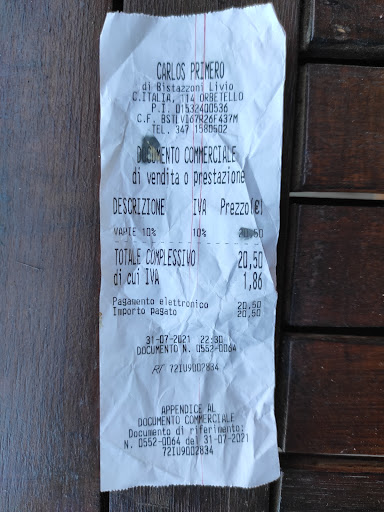 CARLOS PRIMERO
di Bistazzoni Livio
C.ITALIA, 114 ORBETELLO
P.I. 01532400536
C.F. BSTLVI67R26F437M
TEL. 347 1580502
DOCUMENTO COMMERCIALE
di vendita o prestazione
DESCRIZIONE IVA Prezzo(€)
VARIE 10% 10% 20,50
TOTALE COMPLESSIVO 20,50
di cui IVA 1,86
Pagamento elettronico 20,50
Importo pagato 20,50
31-07-2021 22:30
DOCUMENTO N. 0552-0064
RT 72IU9002834
APPENDICE AL
DOCUMENTO COMMERCIALE
Documento di riferimento:
N. 0552-0064 del 31-07-2021
72IU9002834